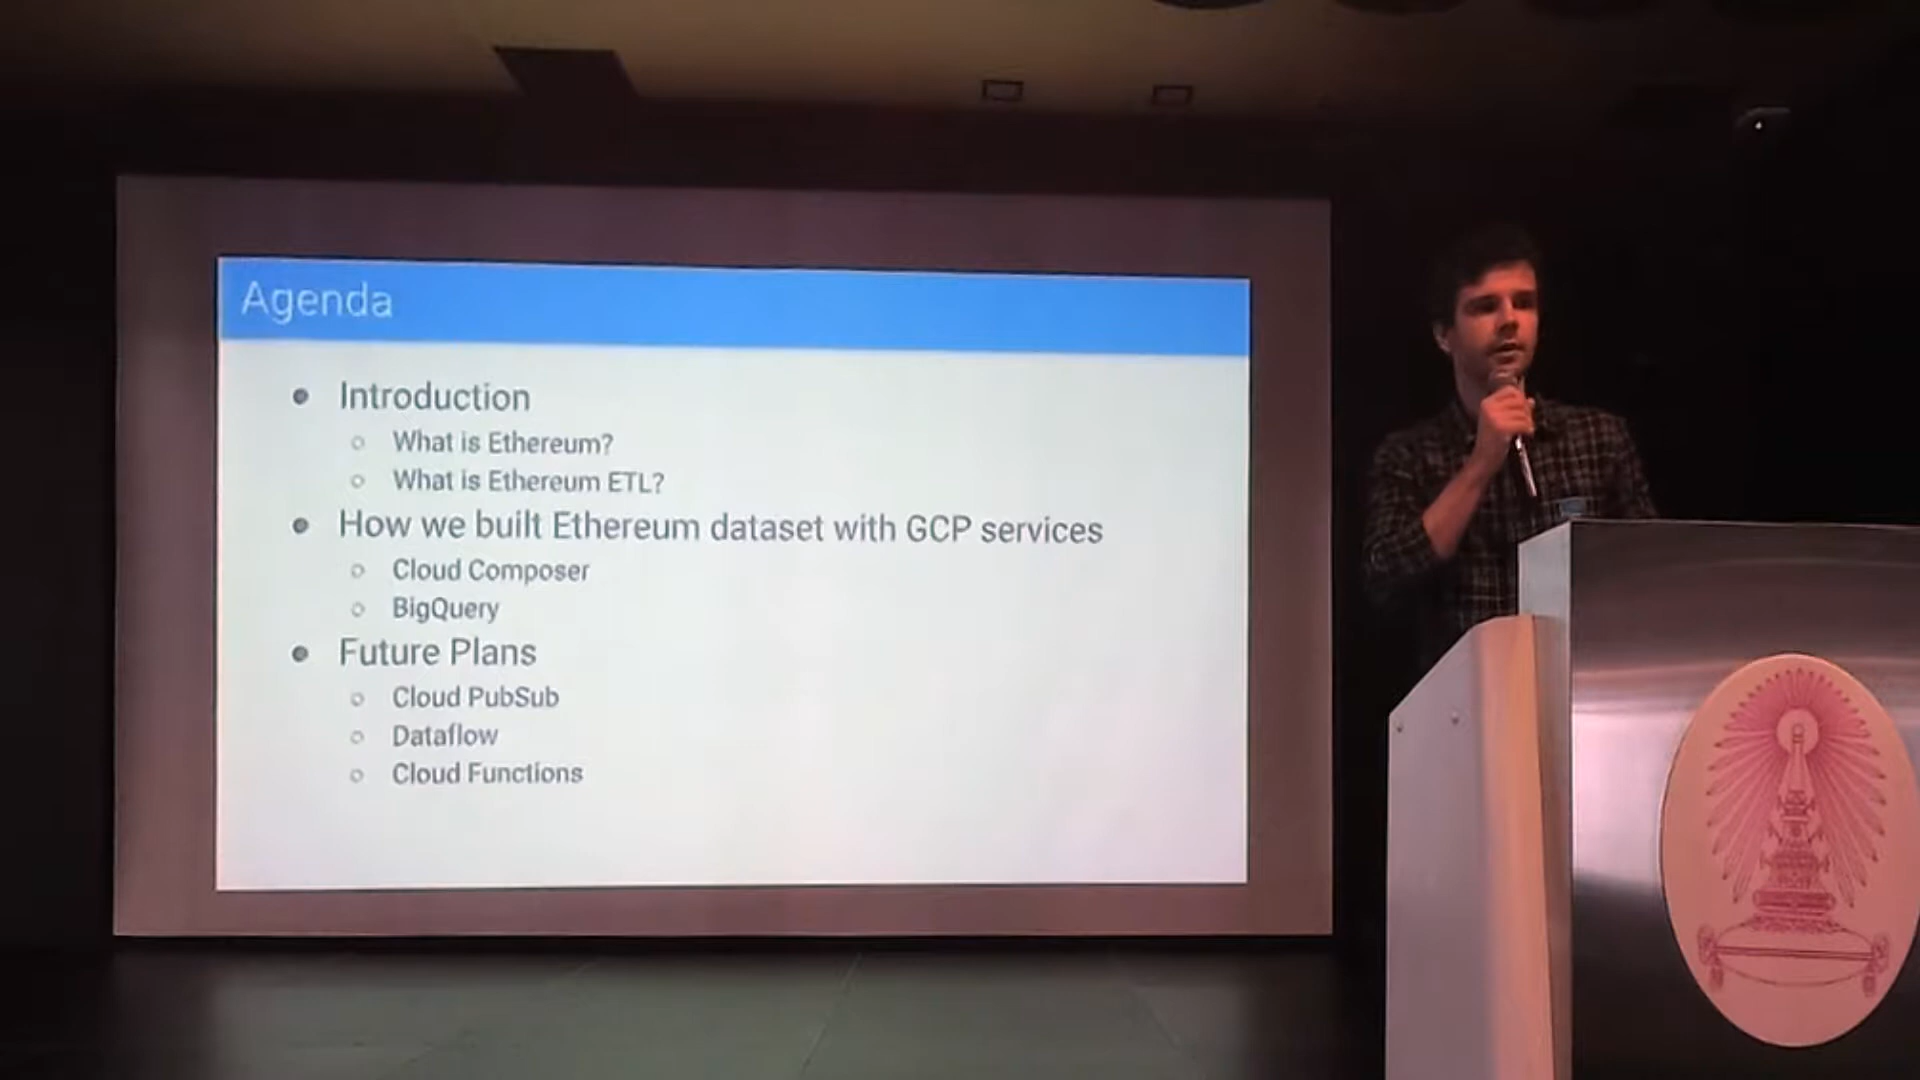 Agenda
Introduction
What is Ethereum?
What is Ethereum ETL?
How we built Ethereum dataset with GCP services
Cloud Composer
BigQuery
Future Plans
Cloud PubSub
Dataflow
Cloud Functions